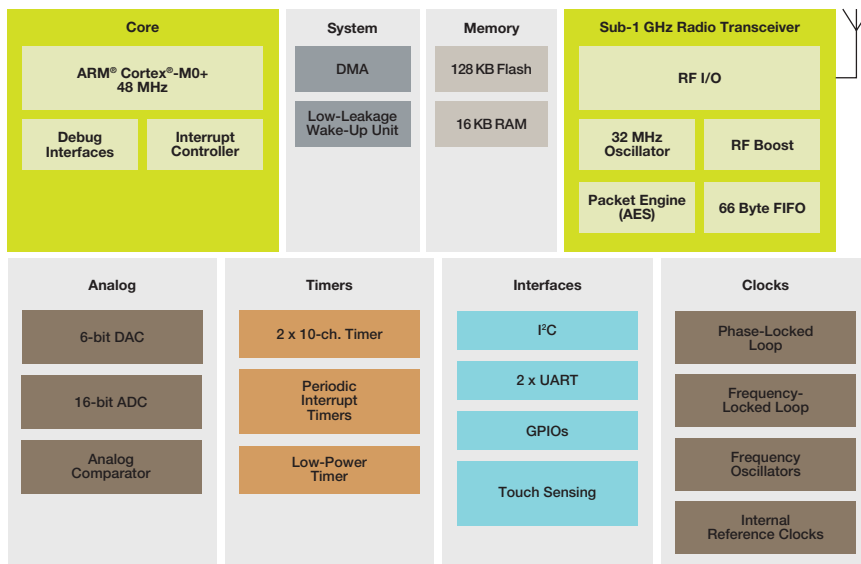 Core
ARM® Cortex®-M0+
48 MHz
Debug
Interfaces
Interrupt
Controller
System
DMA
Low-Leakage
Wake-Up Unit
Memory
128 KB Flash
16 KB RAM
Sub-1 GHz Radio Transceiver
RF I/O
32 MHz
Oscillator
RF Boost
Packet Engine
(AES)
66 Byte FIFO
Analog
6-bit DAC
16-bit ADC
Analog
Comparator
Timers
2 x 10-ch. Timer
Periodic
Interrupt
Timers
Low-Power
Timer
Interfaces
I²C
2 x UART
GPIOs
Touch Sensing
Clocks
Phase-Locked
Loop
Frequency-
Locked Loop
Frequency
Oscillators
Internal
Reference Clocks